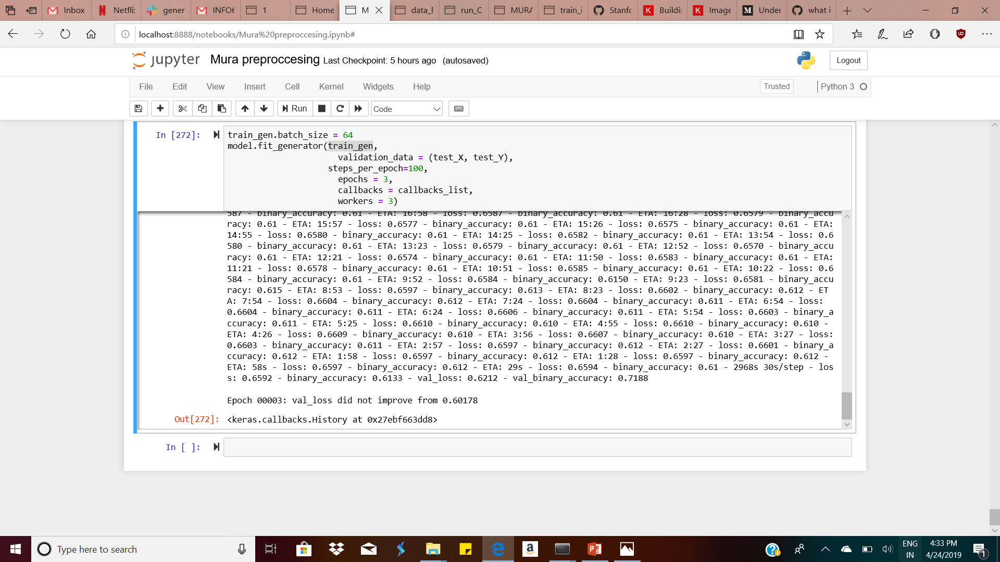 Inbox
Netfli:
gener
INFO6
1
Home
M
data_l
run_C
MURA
train_i
Stanfc
K Buildi
K Image
M Under
what i
localhost:8888/notebooks/Mura%20preproccesing.ipynb#
jupyter Mura preproccesing Last Checkpoint: 5 hours ago (autosaved)
Logout
File Edit View Insert Cell Kernel Widgets Help
Trusted
Python 3
Run
Code
In [272]:
train_gen.batch_size = 64
model.fit_generator(train_gen,
validation_data = (test_X, test_Y),
steps_per_epoch=100,
epochs = 3,
callbacks = callbacks_list,
workers = 3)
587 - binary_accuracy: 0.61 - ETA: 16:58 - loss: 0.6587 - binary_accuracy: 0.61 - ETA: 16:28 - loss: 0.6579 - binary_accu
racy: 0.61 - ETA: 15:57 - loss: 0.6577 - binary_accuracy: 0.61 - ETA: 15:26 - loss: 0.6575 - binary_accuracy: 0.61 - ETA:
14:55 - loss: 0.6580 - binary_accuracy: 0.61 - ETA: 14:25 - loss: 0.6582 - binary_accuracy: 0.61 - ETA: 13:54 - loss: 0.6
580 - binary_accuracy: 0.61 - ETA: 13:23 - loss: 0.6579 - binary_accuracy: 0.61 - ETA: 12:52 - loss: 0.6570 - binary_accu
racy: 0.61 - ETA: 12:21 - loss: 0.6574 - binary_accuracy: 0.61 - ETA: 11:50 - loss: 0.6583 - binary_accuracy: 0.61 - ETA:
11:21 - loss: 0.6578 - binary_accuracy: 0.61 - ETA: 10:51 - loss: 0.6585 - binary_accuracy: 0.61 - ETA: 10:22 - loss: 0.6
584 - binary_accuracy: 0.61 - ETA: 9:52 - loss: 0.6584 - binary_accuracy: 0.6150 - ETA: 9:23 - loss: 0.6581 - binary_accu
racy: 0.615 - ETA: 8:53 - loss: 0.6597 - binary_accuracy: 0.613 - ETA: 8:23 - loss: 0.6602 - binary_accuracy: 0.612 - ET
A: 7:54 - loss: 0.6604 - binary_accuracy: 0.612 - ETA: 7:24 - loss: 0.6604 - binary_accuracy: 0.611 - ETA: 6:54 - loss:
0.6604 - binary_accuracy: 0.611 - ETA: 6:24 - loss: 0.6606 - binary_accuracy: 0.611 - ETA: 5:54 - loss: 0.6603 - binary_a
ccuracy: 0.611 - ETA: 5:25 - loss: 0.6610 - binary_accuracy: 0.610 - ETA: 4:55 - loss: 0.6610 - binary_accuracy: 0.610 -
ETA: 4:26 - loss: 0.6609 - binary_accuracy: 0.610 - ETA: 3:56 - loss: 0.6607 - binary_accuracy: 0.610 - ETA: 3:27 - loss:
0.6603 - binary_accuracy: 0.611 - ETA: 2:57 - loss: 0.6597 - binary_accuracy: 0.612 - ETA: 2:27 - loss: 0.6601 - binary_a
ccuracy: 0.612 - ETA: 1:58 - loss: 0.6597 - binary_accuracy: 0.612 - ETA: 1:28 - loss: 0.6597 - binary_accuracy: 0.612 -
ETA: 58s - loss: 0.6597 - binary_accuracy: 0.612 - ETA: 29s - loss: 0.6594 - binary_accuracy: 0.61 - 2968s 30s/step - los
s: 0.6592 - binary_accuracy: 0.6133 - val_loss: 0.6212 - val_binary_accuracy: 0.7188
Epoch 00003: val_loss did not improve from 0.60178
Out[272]: <keras.callbacks.History at 0x27ebf663dd8>
In [ ]:
Type here to search
ENG
IN
4:33 PM
4/24/2019
1